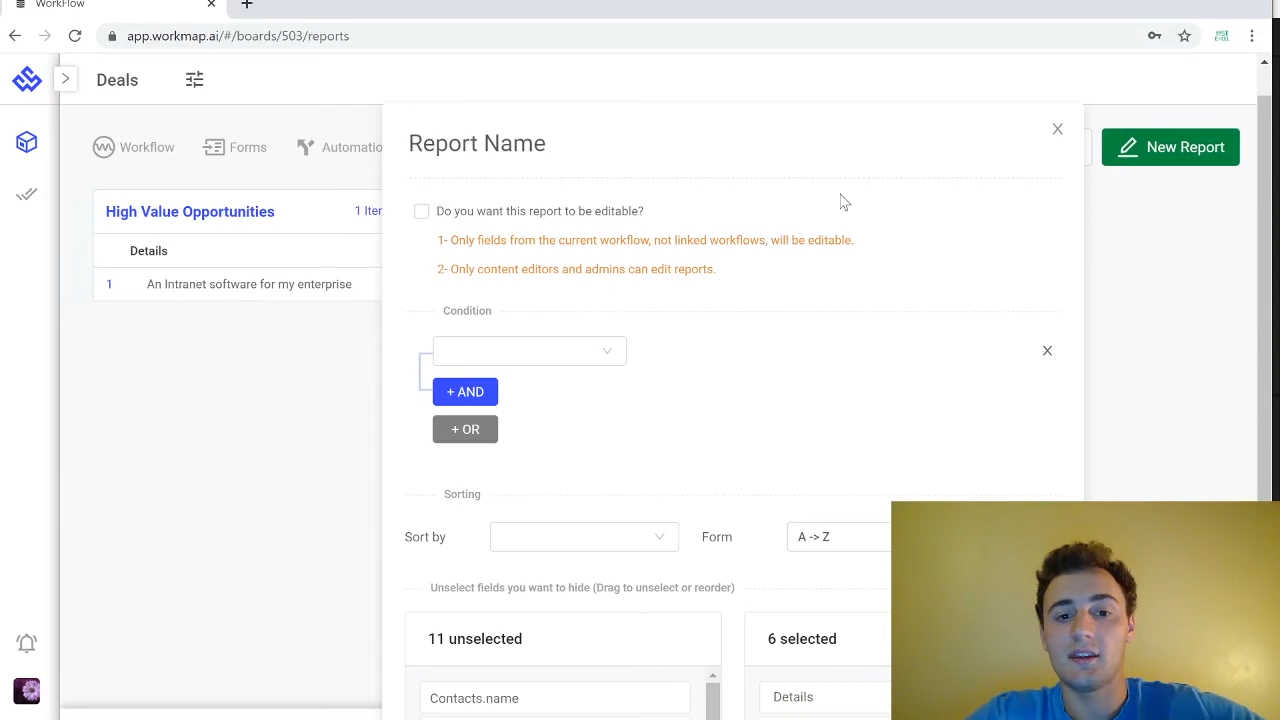 WorkFlow
app.workmap.ai/#/boards/503/reports
Deals
Workflow
Forms
Automatio
New Report
High Value Opportunities
1 Iter
Details
1
An Intranet software for my enterprise
Report Name
Do you want this report to be editable?
1- Only fields from the current workflow, not linked workflows, will be editable.
2- Only content editors and admins can edit reports.
Condition
+ AND
+ OR
Sorting
Sort by
Form
A -> Z
Unselect fields you want to hide (Drag to unselect or reorder)
11 unselected
6 selected
Contacts.name
Details